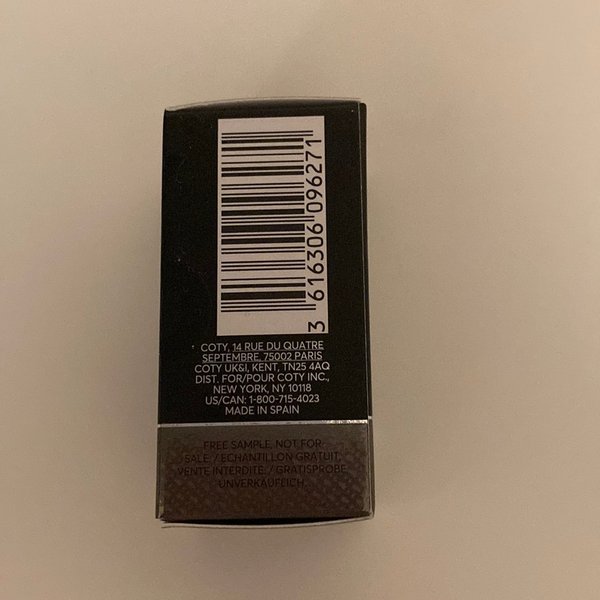 3 616306 096271
COTY, 14 RUE DU QUATRE
SEPTEMBRE, 75002 PARIS
COTY UK&I, KENT, TN25 4AQ
DIST. FOR/POUR COTY INC.,
NEW YORK, NY 10118
US/CAN: 1-800-715-4023
MADE IN SPAIN
FREE SAMPLE. NOT FOR
SALE. / ECHANTILLON GRATUIT,
VENTE INTERDITE. / GRATISPROBE
UNVERKÄUFLICH.